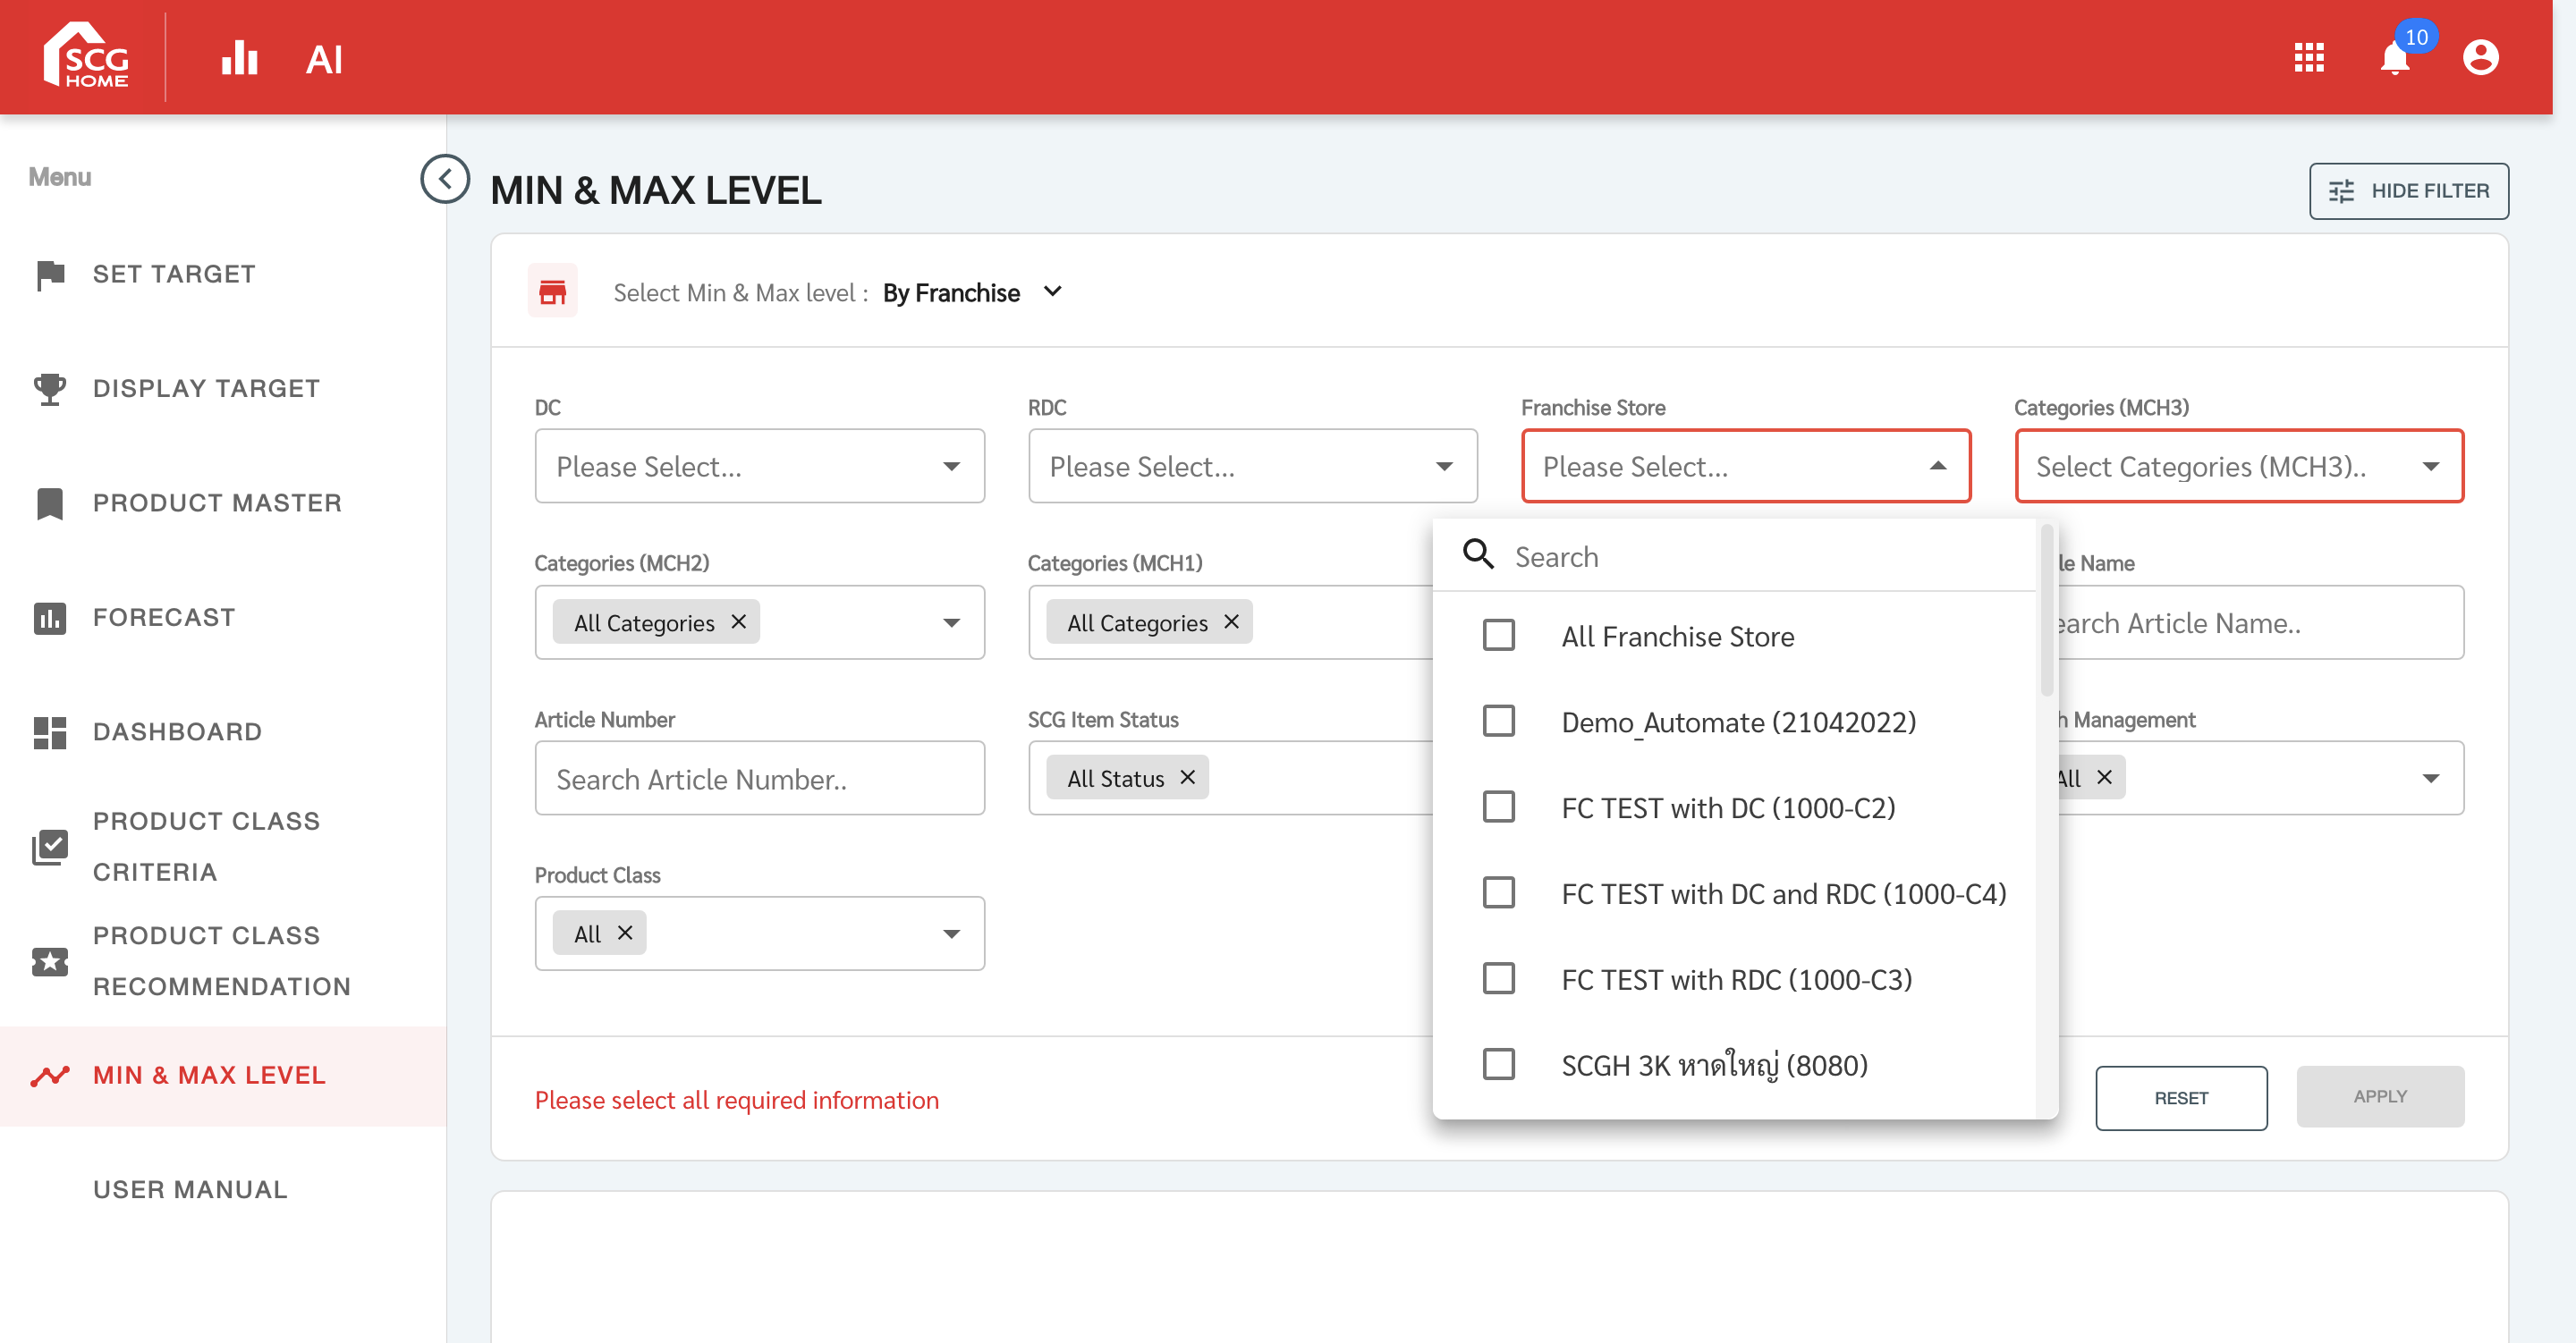 SCG
HOME
AI
10
Menu
SET TARGET
DISPLAY TARGET
PRODUCT MASTER
FORECAST
DASHBOARD
PRODUCT CLASS
CRITERIA
PRODUCT CLASS
RECOMMENDATION
MIN & MAX LEVEL
USER MANUAL
MIN & MAX LEVEL
HIDE FILTER
Select Min & Max level : By Franchise
DC
RDC
Franchise Store
Categories (MCH3)
Please Select...
Please Select...
Please Select...
Select Categories (MCH3)..
Categories (MCH2)
Categories (MCH1)
Name
All Categories
All Categories
Article Name..
Article Number
SCG Item Status
Management
Search Article Number..
All Status
All
Product Class
All
Search
All Franchise Store
Demo_Automate (21042022)
FC TEST with DC (1000-C2)
FC TEST with DC and RDC (1000-C4)
FC TEST with RDC (1000-C3)
SCGH 3K หาดใหญ่ (8080)
Please select all required information
RESET
APPLY